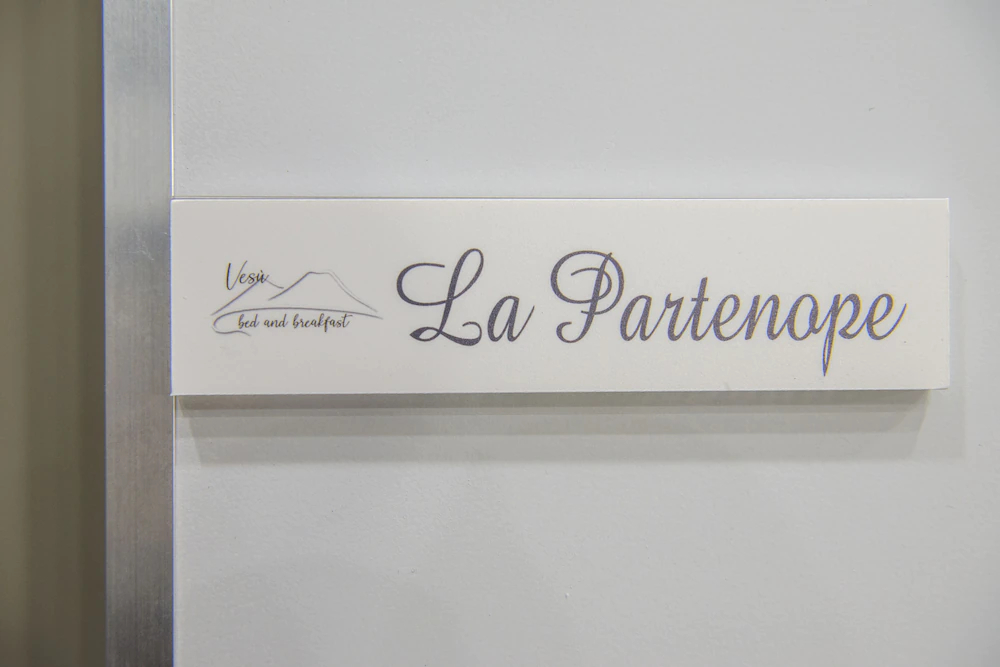 Vesù
bed and breakfast
La Partenope